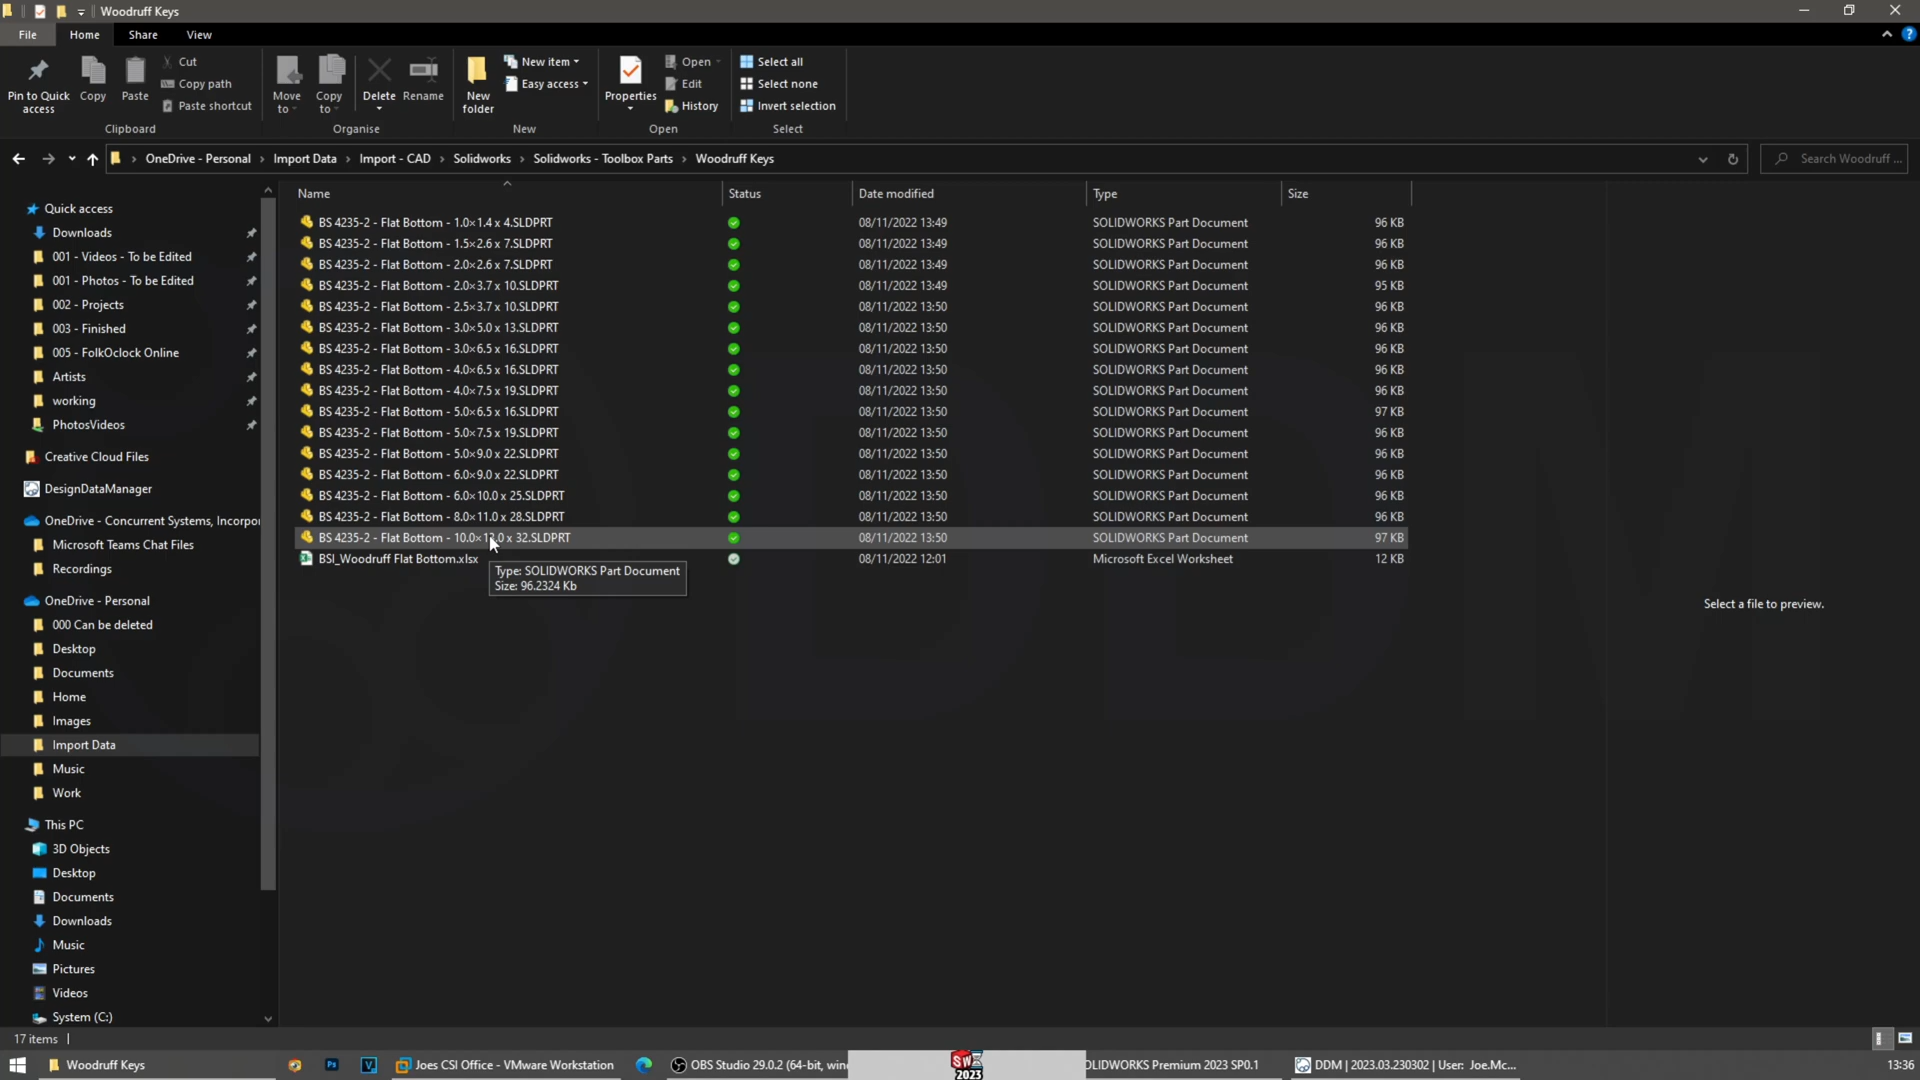 Woodruff Keys
File Home Share View
Pin to Quick access
Copy
Paste
Cut
Copy path
Paste shortcut
Clipboard
Move to
Copy to
Delete
Rename
Organise
New folder
New item
Easy access
New
Properties
Open
Edit
History
Open
Select all
Select none
Invert selection
Select
OneDrive - Personal Import Data Import - CAD Solidworks Solidworks - Toolbox Parts Woodruff Keys
Search Woodruff ...
Quick access
Downloads
001 - Videos - To be Edited
001 - Photos - To be Edited
002 - Projects
003 - Finished
005 - FolkOclock Online
Artists
working
PhotosVideos
Creative Cloud Files
DesignDataManager
OneDrive - Concurrent Systems, Incorpo
Microsoft Teams Chat Files
Recordings
OneDrive - Personal
000 Can be deleted
Desktop
Documents
Home
Images
Import Data
Music
Work
This PC
3D Objects
Desktop
Documents
Downloads
Music
Pictures
Videos
System (C:)
Name Status Date modified Type Size
BS 4235-2 - Flat Bottom - 1.0×1.4 x 4.SLDPRT 08/11/2022 13:49 SOLIDWORKS Part Document 96 KB
BS 4235-2 - Flat Bottom - 1.5×2.6 x 7.SLDPRT 08/11/2022 13:49 SOLIDWORKS Part Document 96 KB
BS 4235-2 - Flat Bottom - 2.0×2.6 x 7.SLDPRT 08/11/2022 13:49 SOLIDWORKS Part Document 96 KB
BS 4235-2 - Flat Bottom - 2.0×3.7 x 10.SLDPRT 08/11/2022 13:49 SOLIDWORKS Part Document 95 KB
BS 4235-2 - Flat Bottom - 2.5×3.7 x 10.SLDPRT 08/11/2022 13:50 SOLIDWORKS Part Document 96 KB
BS 4235-2 - Flat Bottom - 3.0×5.0 x 13.SLDPRT 08/11/2022 13:50 SOLIDWORKS Part Document 96 KB
BS 4235-2 - Flat Bottom - 3.0×6.5 x 16.SLDPRT 08/11/2022 13:50 SOLIDWORKS Part Document 96 KB
BS 4235-2 - Flat Bottom - 4.0×6.5 x 16.SLDPRT 08/11/2022 13:50 SOLIDWORKS Part Document 96 KB
BS 4235-2 - Flat Bottom - 4.0×7.5 x 19.SLDPRT 08/11/2022 13:50 SOLIDWORKS Part Document 96 KB
BS 4235-2 - Flat Bottom - 5.0×6.5 x 16.SLDPRT 08/11/2022 13:50 SOLIDWORKS Part Document 97 KB
BS 4235-2 - Flat Bottom - 5.0×7.5 x 19.SLDPRT 08/11/2022 13:50 SOLIDWORKS Part Document 96 KB
BS 4235-2 - Flat Bottom - 5.0×9.0 x 22.SLDPRT 08/11/2022 13:50 SOLIDWORKS Part Document 96 KB
BS 4235-2 - Flat Bottom - 6.0×9.0 x 22.SLDPRT 08/11/2022 13:50 SOLIDWORKS Part Document 96 KB
BS 4235-2 - Flat Bottom - 6.0×10.0 x 25.SLDPRT 08/11/2022 13:50 SOLIDWORKS Part Document 96 KB
BS 4235-2 - Flat Bottom - 8.0×11.0 x 28.SLDPRT 08/11/2022 13:50 SOLIDWORKS Part Document 96 KB
BS 4235-2 - Flat Bottom - x 32.SLDPRT 08/11/2022 13:50 SOLIDWORKS Part Document 97 KB
BSI_Woodruff Flat Bottom.xlsx 08/11/2022 12:01 Microsoft Excel Worksheet 12 KB
Type: SOLIDWORKS Part Document
Size: 96.2324 Kb
Select a file to preview.
17 items
Woodruff Keys Ps V Joes CSI Office - VMware Workstation OBS Studio 29.0.2 (64-bit, wind SW 2023 OLIDWORKS Premium 2023 SP0.1 DDM | 2023.03.230302 | User: Joe.Mc... 13:36